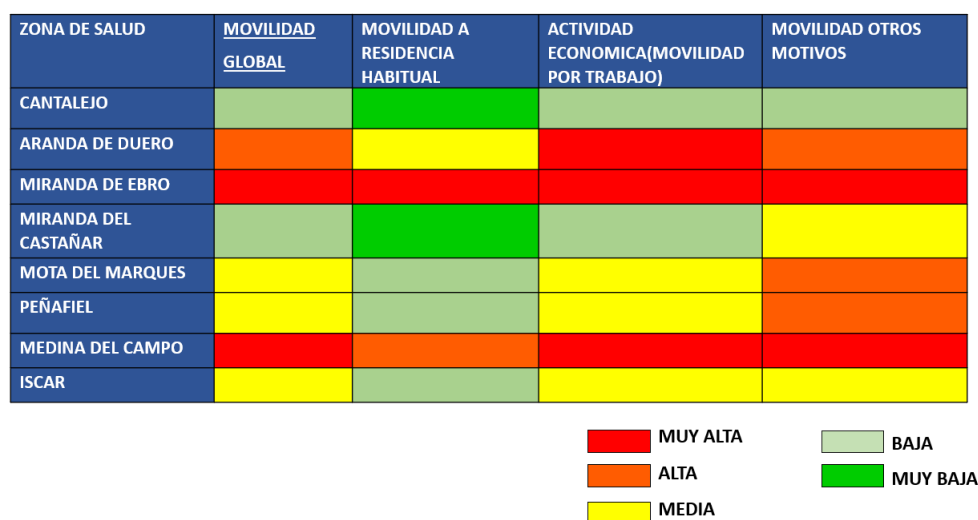 ZONA DE SALUD
MOVILIDAD
GLOBAL
MOVILIDAD A
RESIDENCIA
HABITUAL
ACTIVIDAD
ECONOMICA(MOVILIDAD
POR TRABAJO)
MOVILIDAD OTROS
MOTIVOS
CANTALEJO
ARANDA DE DUERO
MIRANDA DE EBRO
MIRANDA DEL
CASTAÑAR
MOTA DEL MARQUES
PEÑAFIEL
MEDINA DEL CAMPO
ISCAR
MUY ALTA
BAJA
ALTA
MUY BAJA
MEDIA